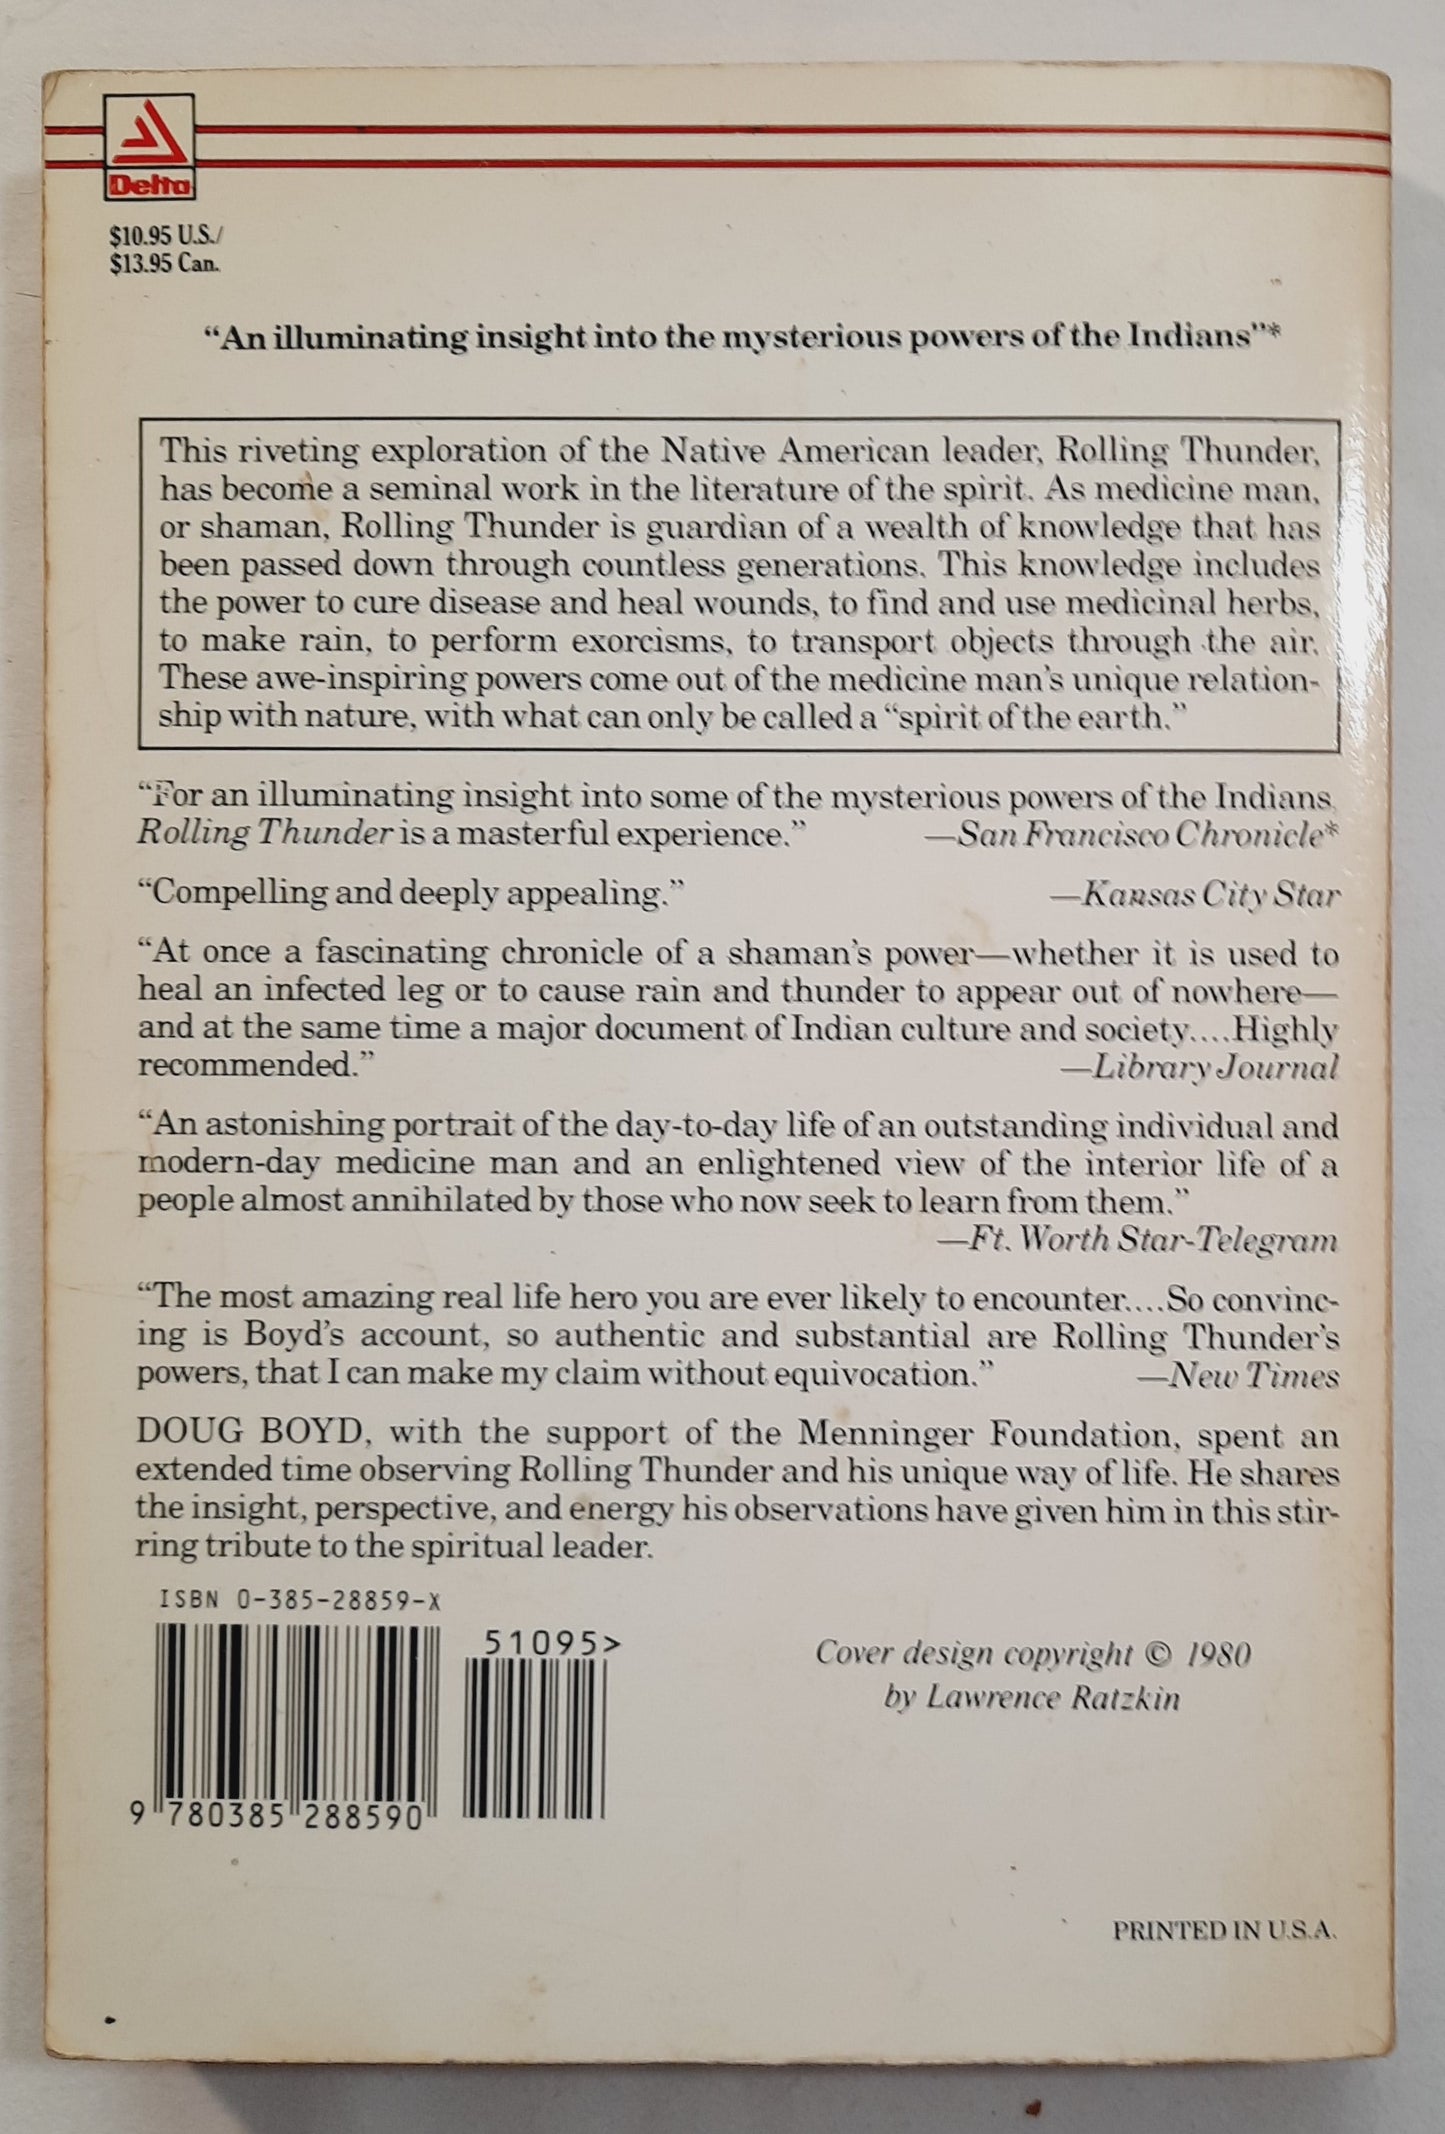 Delta
$10.95 U.S./
$13.95 Can.
“An illuminating insight into the mysterious powers of the Indians”*
This riveting exploration of the Native American leader, Rolling Thunder,
has become a seminal work in the literature of the spirit. As medicine man,
or shaman, Rolling Thunder is guardian of a wealth of knowledge that has
been passed down through countless generations. This knowledge includes
the power to cure disease and heal wounds, to find and use medicinal herbs,
to make rain, to perform exorcisms, to transport objects through the air.
These awe-inspiring powers come out of the medicine man’s unique relation-
ship with nature, with what can only be called a “spirit of the earth.”
“For an illuminating insight into some of the mysterious powers of the Indians
Rolling Thunder is a masterful experience.” —San Francisco Chronicle*
“Compelling and deeply appealing.” —Kansas City Star
“At once a fascinating chronicle of a shaman’s power—whether it is used to
heal an infected leg or to cause rain and thunder to appear out of nowhere—
and at the same time a major document of Indian culture and society....Highly
recommended.” —Library Journal
“An astonishing portrait of the day-to-day life of an outstanding individual and
modern-day medicine man and an enlightened view of the interior life of a
people almost annihilated by those who now seek to learn from them.”
—Ft. Worth Star-Telegram
“The most amazing real life hero you are ever likely to encounter....So convinc-
ing is Boyd’s account, so authentic and substantial are Rolling Thunder’s
powers, that I can make my claim without equivocation.” —New Times
DOUG BOYD, with the support of the Menninger Foundation, spent an
extended time observing Rolling Thunder and his unique way of life. He shares
the insight, perspective, and energy his observations have given him in this stir-
ring tribute to the spiritual leader.
ISBN 0-385-28859-X
51095>
9 780385 288590
Cover design copyright © 1980
by Lawrence Ratzkin
PRINTED IN U.S.A.